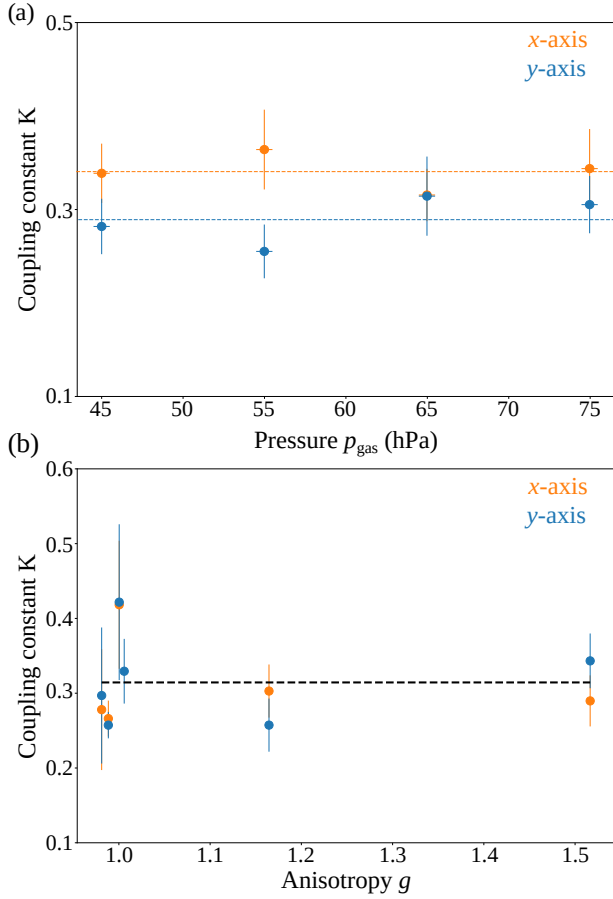 (a)
0.5
x-axis
y-axis
Coupling constant K
0.3
0.1
45 50 55 60 65 70 75
Pressure pgas (hPa)
(b)
0.6
x-axis
y-axis
0.5
Coupling constant K
0.4
0.3
0.2
0.1
1.0 1.1 1.2 1.3 1.4 1.5
Anisotropy g